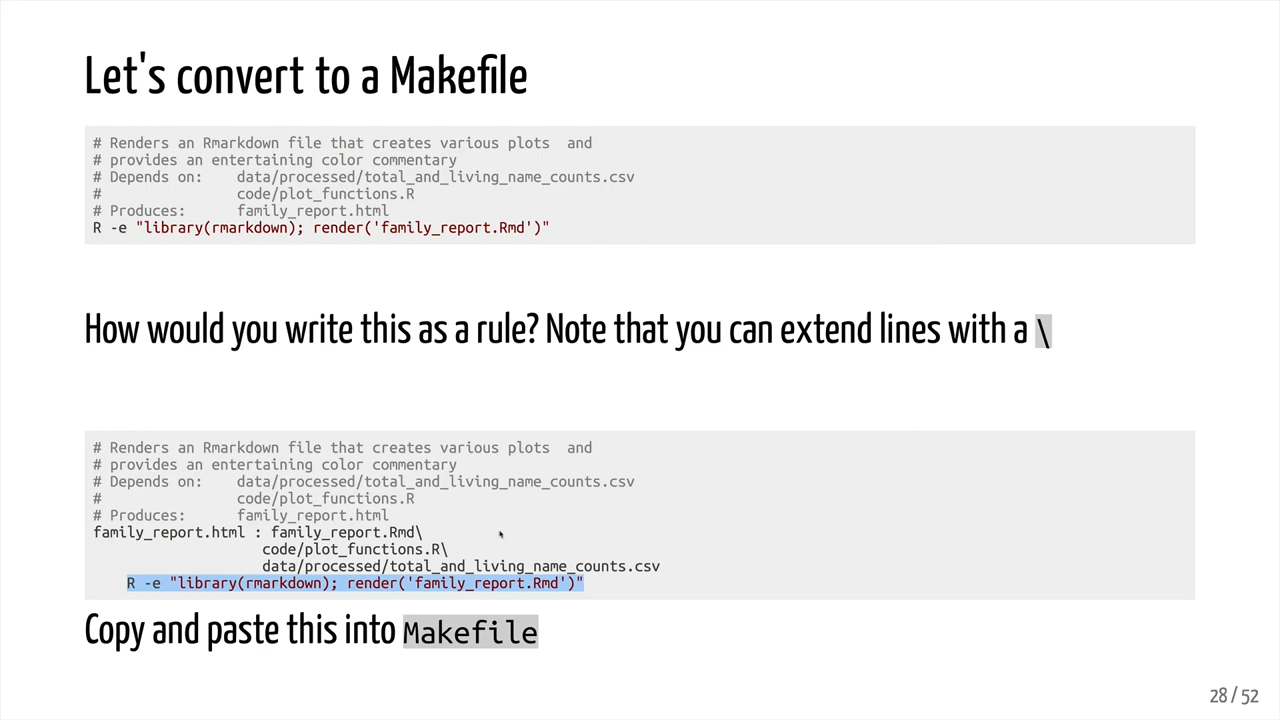 Let's convert to a Makefile
# Renders an Rmarkdown file that creates various plots  and
# provides an entertaining color commentary
# Depends on:    data/processed/total_and_living_name_counts.csv
#                code/plot_functions.R
# Produces:      family_report.html
R -e "library(rmarkdown); render('family_report.Rmd')"
How would you write this as a rule? Note that you can extend lines with a \
# Renders an Rmarkdown file that creates various plots  and
# provides an entertaining color commentary
# Depends on:    data/processed/total_and_living_name_counts.csv
#                code/plot_functions.R
# Produces:      family_report.html
family_report.html : family_report.Rmd\
                    code/plot_functions.R\
                    data/processed/total_and_living_name_counts.csv
    R -e "library(rmarkdown); render('family_report.Rmd')"
Copy and paste this into Makefile
28 / 52